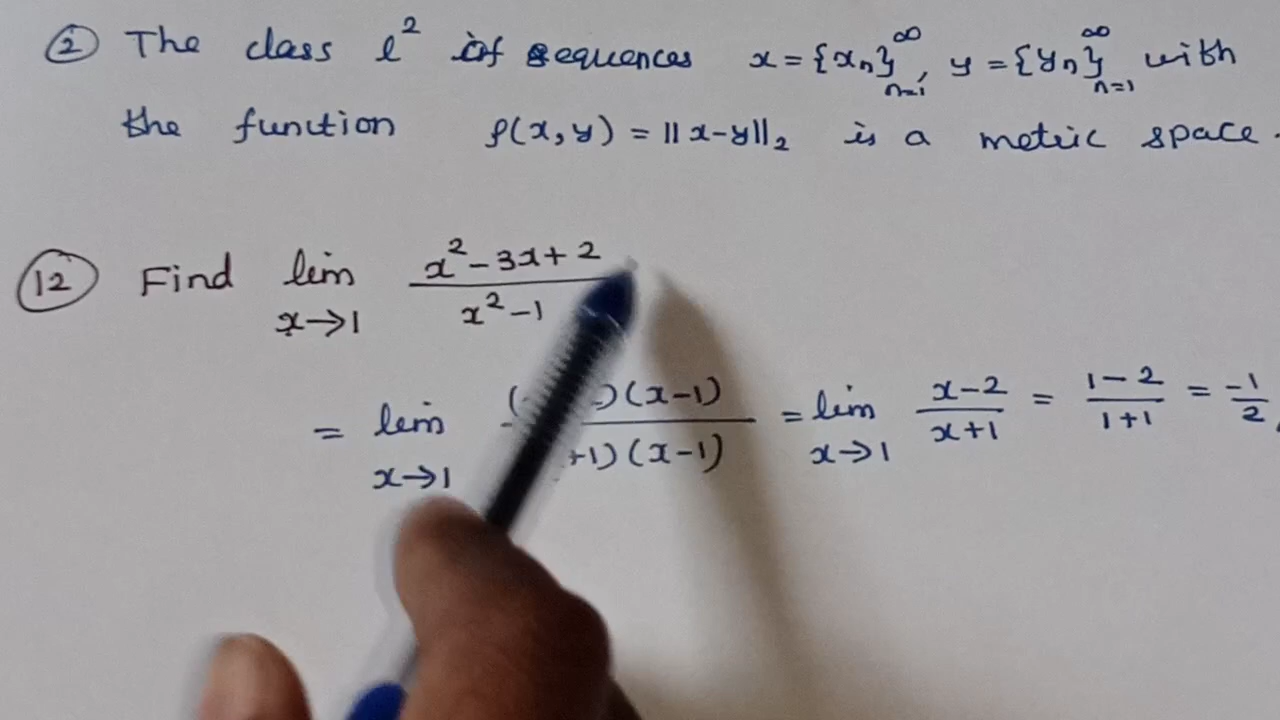 ② The class l² of sequences x = {xₙ}ₙ₌₁^∞, y = {yₙ}ₙ₌₁^∞ with
the function ρ(x, y) = ||x-y||₂ is a metric space.
⑫ Find lim x→1 (x² - 3x + 2)/(x² - 1)
= lim x→1 (x-1)/+1)(x-1) = lim x→1 (x-2)/(x+1) = (1-2)/(1+1) = -1/2